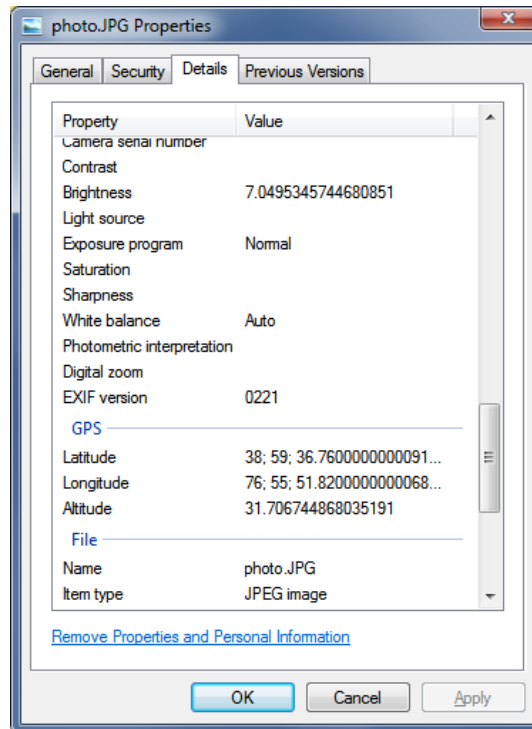 photo.JPG Properties
General Security Details Previous Versions
Property Value
Camera serial number
Contrast
Brightness 7.0495345744680851
Light source
Exposure program Normal
Saturation
Sharpness
White balance Auto
Photometric interpretation
Digital zoom
EXIF version 0221
GPS
Latitude 38; 59; 36.7600000000091...
Longitude 76; 55; 51.8200000000068...
Altitude 31.706744868035191
File
Name photo.JPG
Item type JPEG image
Remove Properties and Personal Information
OK Cancel Apply